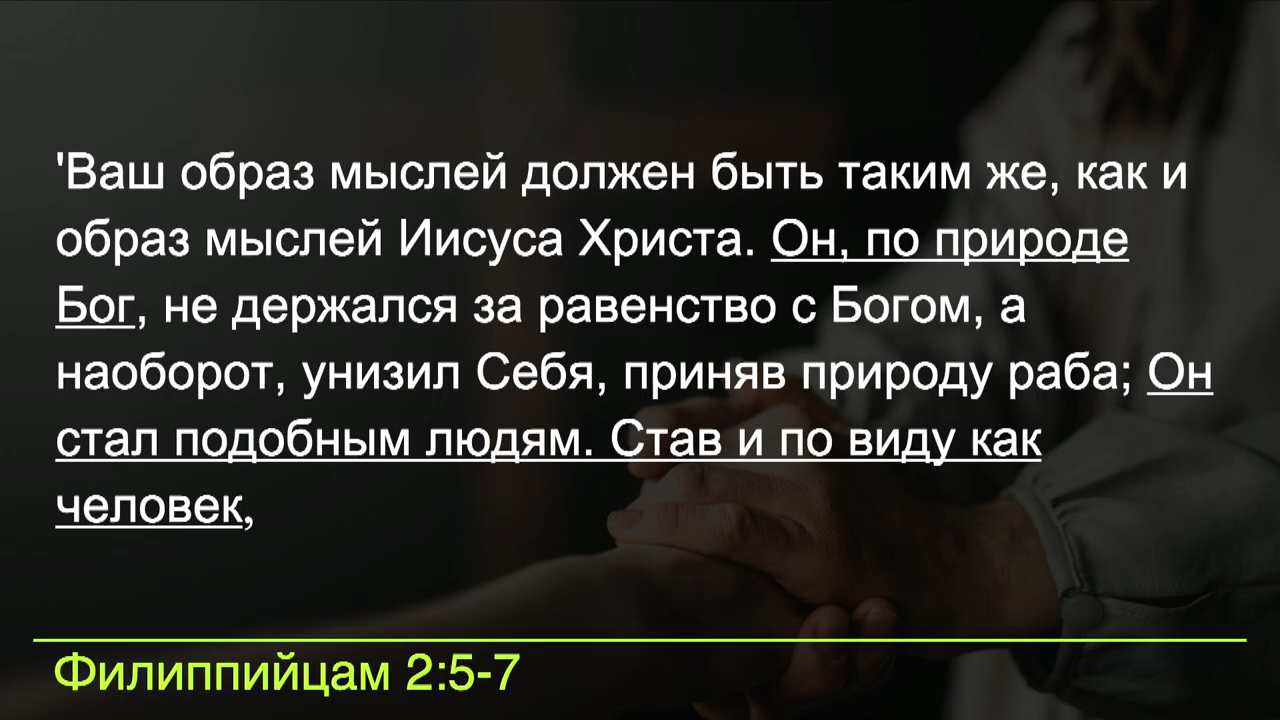 'Ваш образ мыслей должен быть таким же, как и
образ мыслей Иисуса Христа. Он, по природе
Бог, не держался за равенство с Богом, а
наоборот, унизил Себя, приняв природу раба; Он
стал подобным людям. Став и по виду как
человек,
Филиппийцам 2:5-7